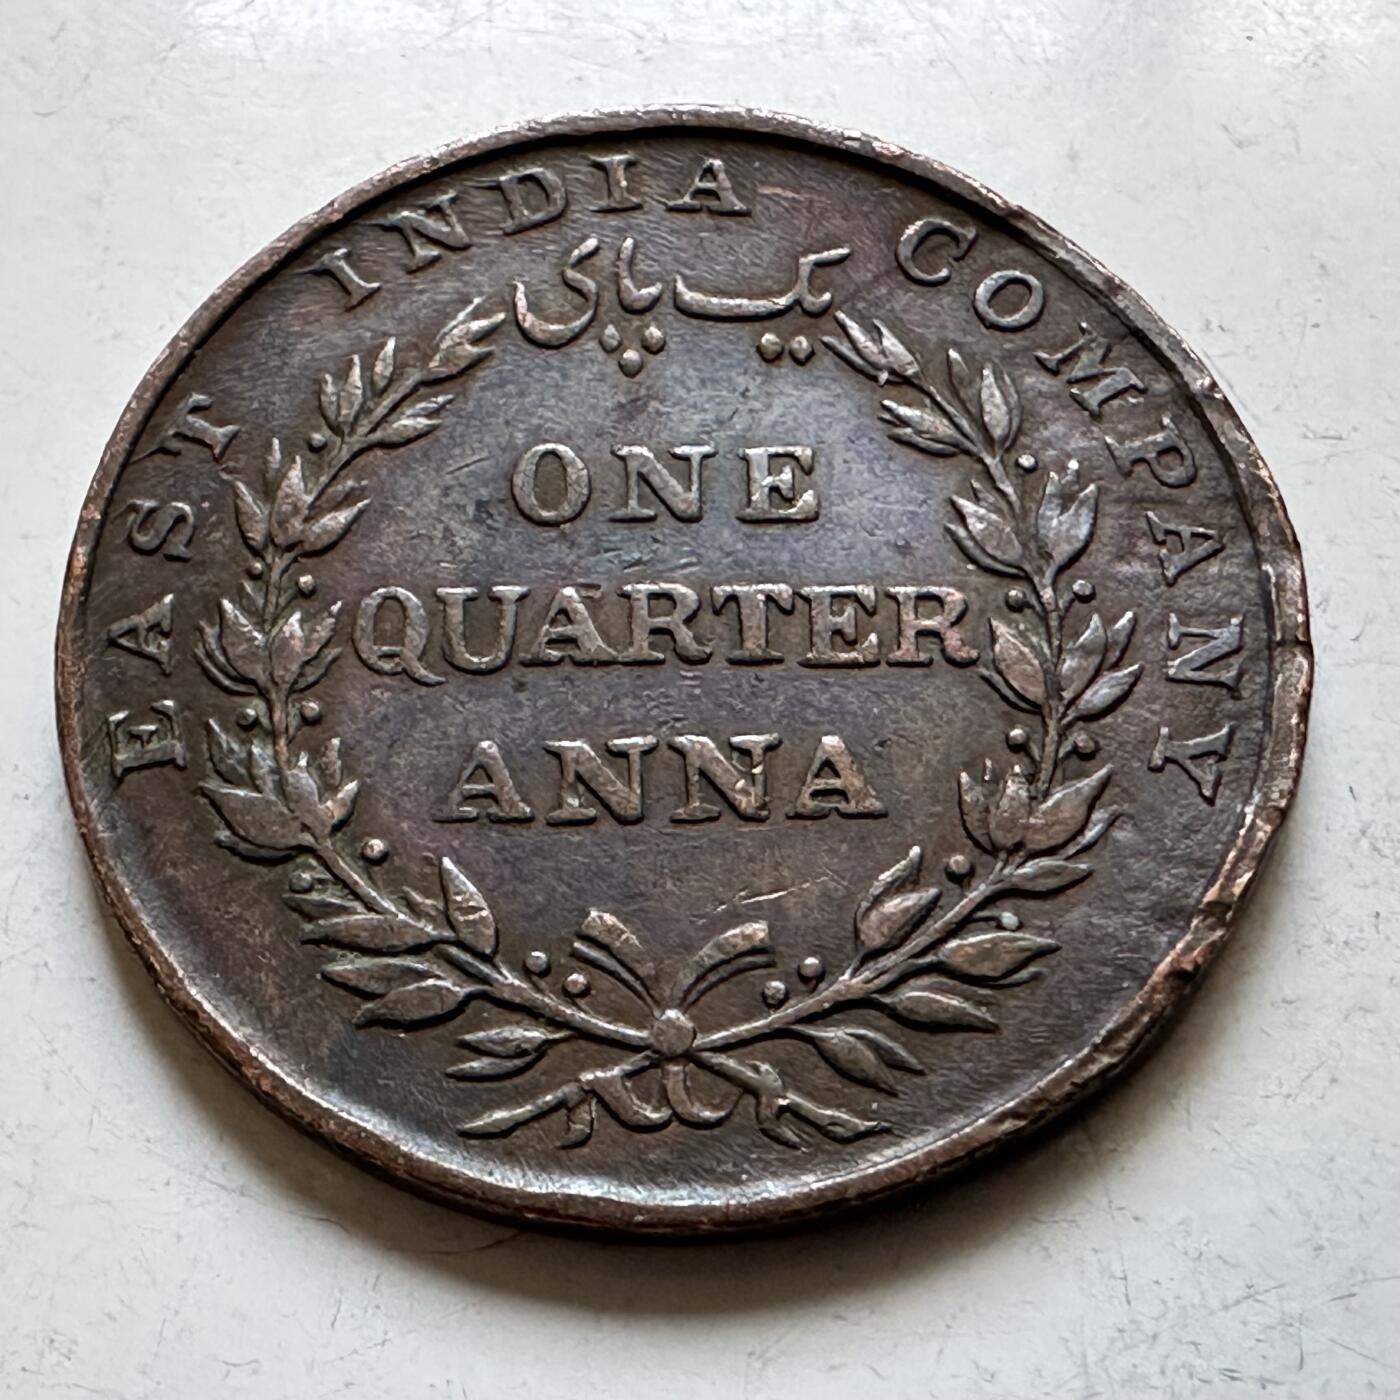 EAST INDIA COMPANY
یک پای
ONE
QUARTER
ANNA